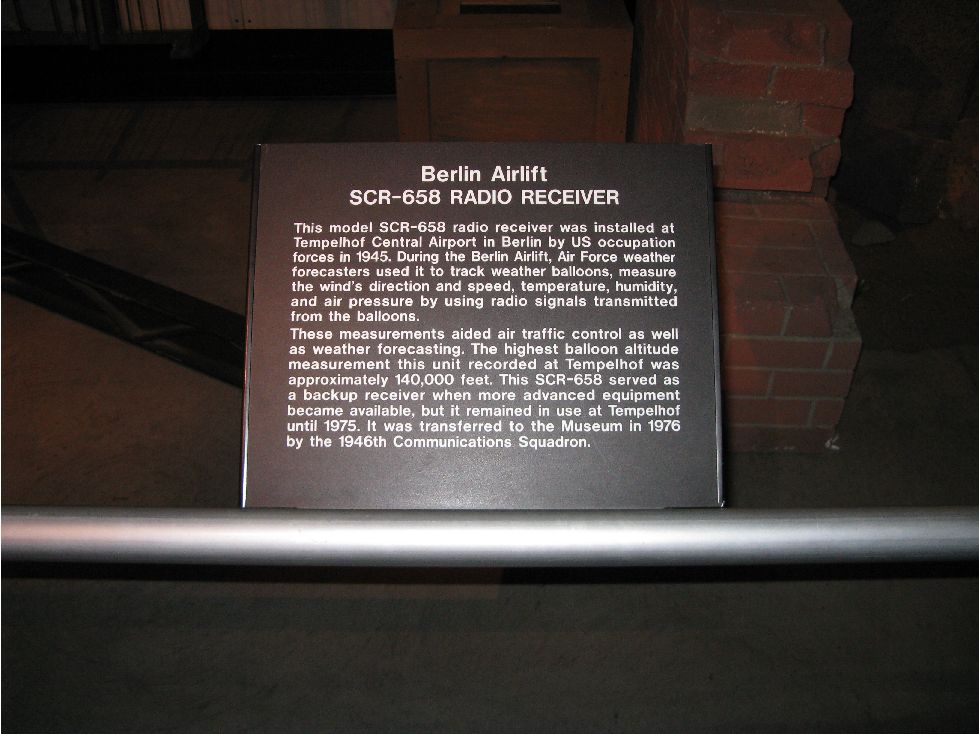 Berlin Airlift
SCR-658 RADIO RECEIVER
This model SCR-658 radio receiver was installed at
Tempelhof Central Airport in Berlin by US occupation
forces in 1945. During the Berlin Airlift, Air Force weather
forecasters used it to track weather balloons, measure
the wind's direction and speed, temperature, humidity,
and air pressure by using radio signals transmitted
from the balloons.
These measurements aided air traffic control as well
as weather forecasting. The highest balloon altitude
measurement this unit recorded at Tempelhof was
approximately 140,000 feet. This SCR-658 served as
a backup receiver when more advanced equipment
became available, but it remained in use at Tempelhof
until 1975. It was transferred to the Museum in 1976
by the 1946th Communications Squadron.